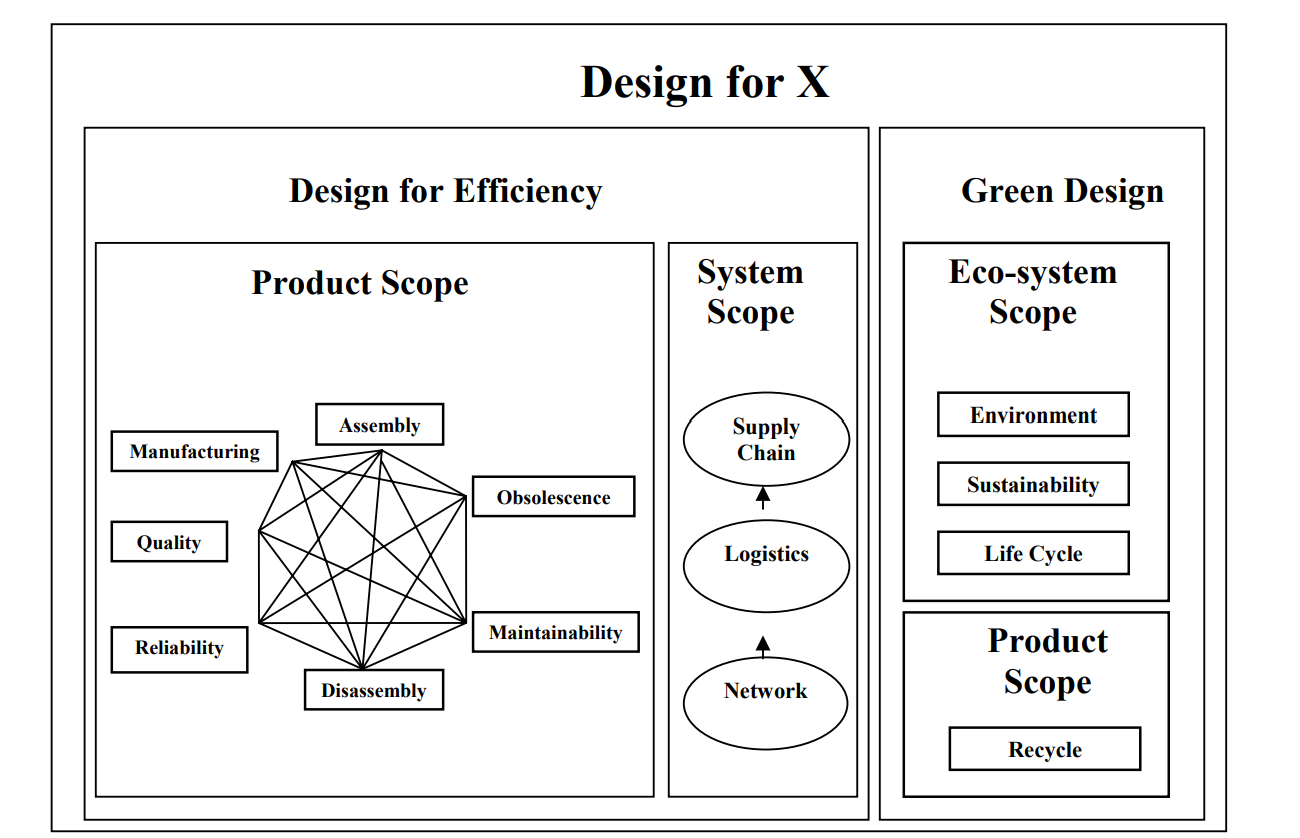 Design for X
Design for Efficiency
Product Scope
Assembly
Manufacturing
Obsolescence
Quality
Maintainability
Reliability
Disassembly
System
Scope
Supply
Chain
Logistics
Network
Green Design
Eco-system
Scope
Environment
Sustainability
Life Cycle
Product
Scope
Recycle